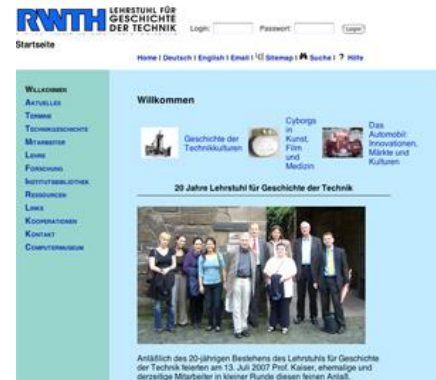 RWTH LEHRSTUHL FÜR
GESCHICHTE
DER TECHNIK
Login: Passwort: Login
Startseite
Home | Deutsch | English | Email | Sitemap | Suche | ? Hilfe
WILLKOMMEN
AKTUELLES
TERMINE
TECHNIKGESCHICHTE
MITARBEITER
LEHRE
FORSCHUNG
INSTITUTSBIBLIOTHEK
RESSOURCEN
LINKS
KOOPERATIONEN
KONTAKT
COMPUTERMUSEUM
Willkommen
Geschichte der
Technikkulturen
Cyborgs
in
Kunst,
Film
und
Medizin
Das
Automobil:
Innovationen,
Märkte und
Kulturen
20 Jahre Lehrstuhl für Geschichte der Technik
Anläßlich des 20-jährigen Bestehens des Lehrstuhls für Geschichte
der Technik feierten am 13. Juli 2007 Prof. Kaiser, ehemalige und
derzeitige Mitarbeiter in kleiner Runde diesen feinen Anlaß.